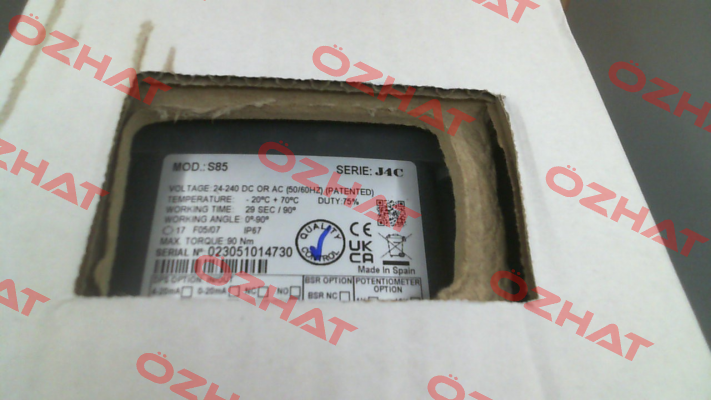 ÖZHAT
ÖZHAT
ÖZHAT
ÖZHAT
ÖZHAT
ÖZHAT
ÖZHAT
ÖZHAT
ÖZHAT
ÖZHAT
MOD.: S85 SERIE: J4C
VOLTAGE: 24-240 DC OR AC (50/60HZ) (PATENTED)
TEMPERATURE: - 20ºC + 70ºC DUTY:75%
WORKING TIME: 29 SEC / 90º
WORKING ANGLE: 0º-90º
17 F05/07 IP67
MAX. TORQUE: 90 Nm
SERIAL Nº 023051014730
QUALITY CONTROL
CE
UK
CA
Made In Spain
BSR OPTION POTENTIOMETER
4-20mA 0-20mA NC NO BSR NC OPTION